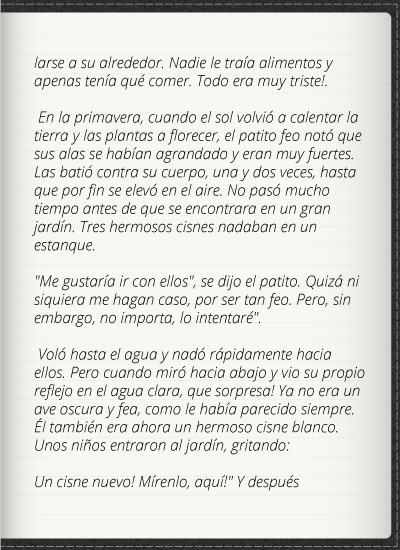 larse a su alrededor. Nadie le traía alimentos y
apenas tenía qué comer. Todo era muy triste!.
En la primavera, cuando el sol volvió a calentar la
tierra y las plantas a florecer, el patito feo notó que
sus alas se habían agrandado y eran muy fuertes.
Las batió contra su cuerpo, una y dos veces, hasta
que por fin se elevó en el aire. No pasó mucho
tiempo antes de que se encontrara en un gran
jardín. Tres hermosos cisnes nadaban en un
estanque.
"Me gustaría ir con ellos", se dijo el patito. Quizá ni
siquiera me hagan caso, por ser tan feo. Pero, sin
embargo, no importa, lo intentaré".
Voló hasta el agua y nadó rápidamente hacia
ellos. Pero cuando miró hacia abajo y vio su propio
reflejo en el agua clara, que sorpresa! Ya no era un
ave oscura y fea, como le había parecido siempre.
Él también era ahora un hermoso cisne blanco.
Unos niños entraron al jardín, gritando:
Un cisne nuevo! Mírenlo, aquí!" Y después